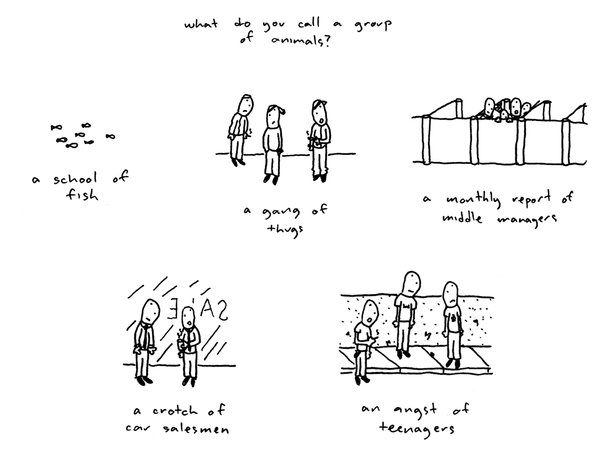 what do you call a group
of animals?
a school of
fish
a gang of
thugs
a monthly report of
middle managers
SALE
a crotch of
car salesmen
an angst of
teenagers